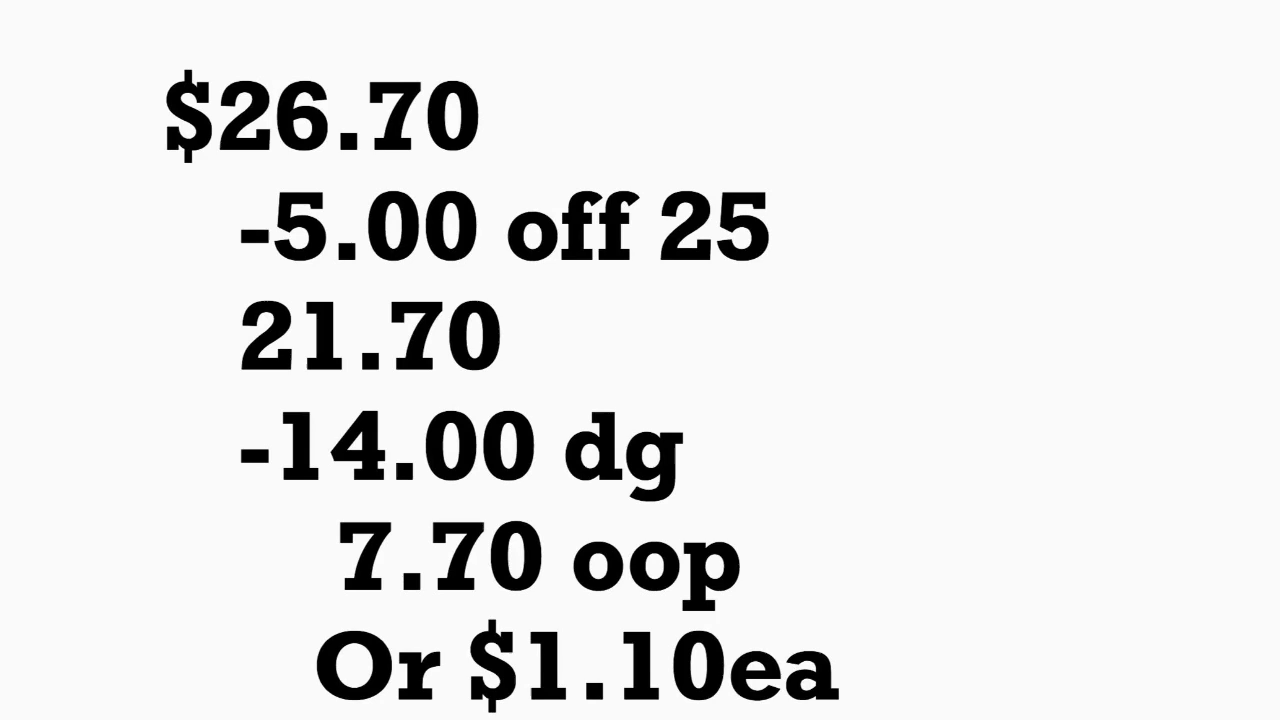 $26.70
-5.00 off 25
21.70
-14.00 dg
7.70 oop
Or $1.10ea